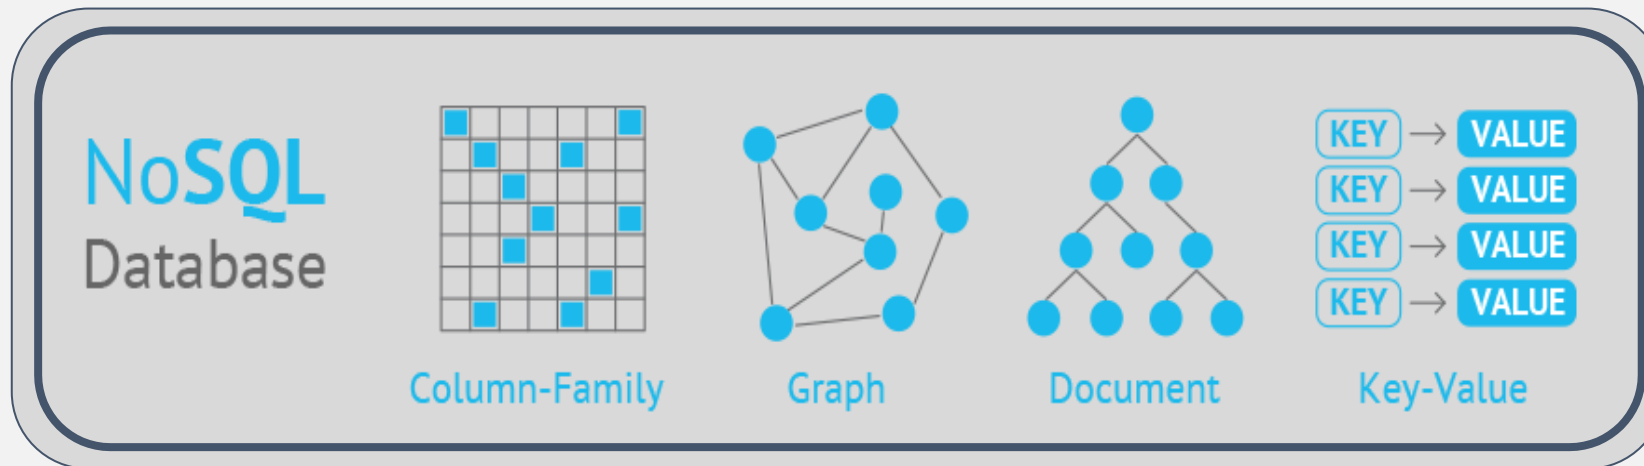 NoSQL
Database
KEY → VALUE
KEY → VALUE
KEY → VALUE
KEY → VALUE
Column-Family
Graph
Document
Key-Value